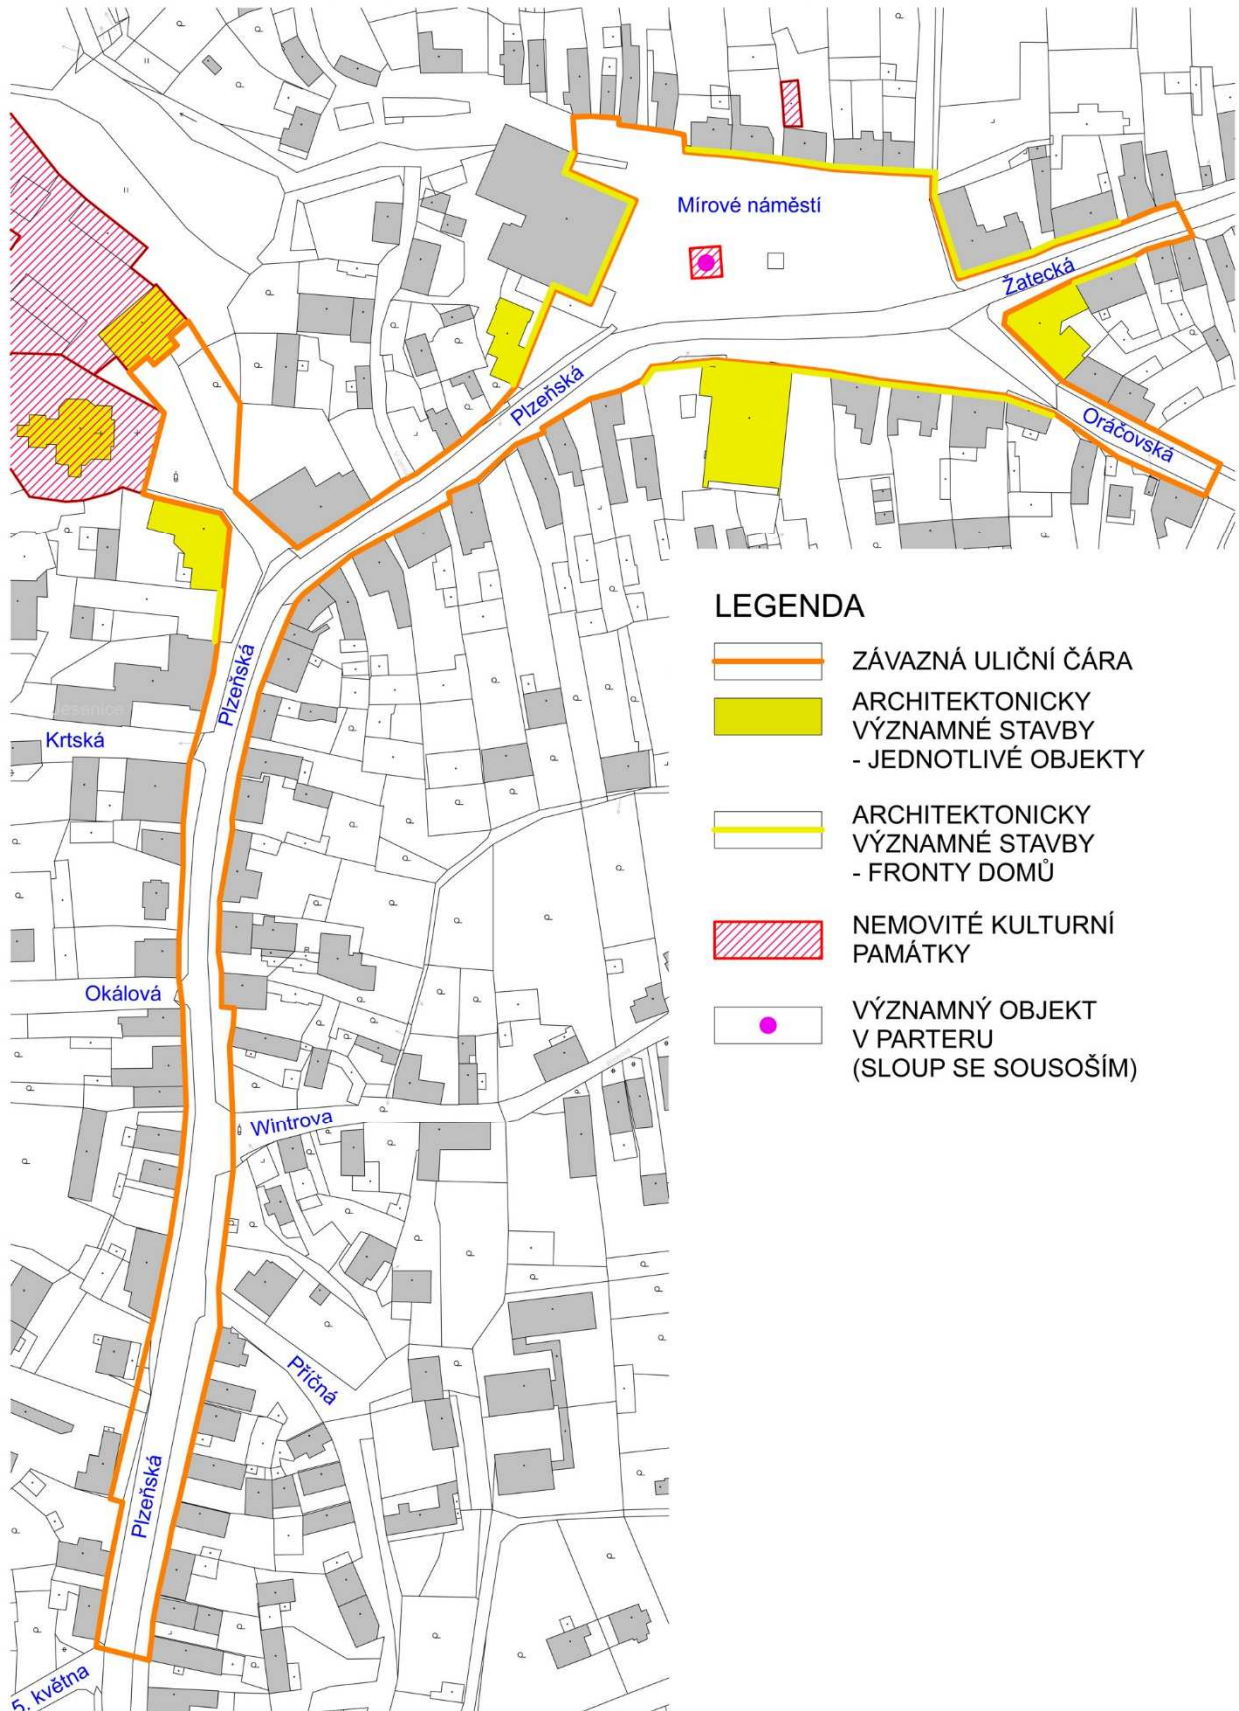 Mírové náměstí
Žatecká
Plzeňská
Oráčovská
LEGENDA
ZÁVAZNÁ ULIČNÍ ČÁRA
ARCHITEKTONICKY
VÝZNAMNÉ STAVBY
- JEDNOTLIVÉ OBJEKTY
ARCHITEKTONICKY
VÝZNAMNÉ STAVBY
- FRONTY DOMŮ
NEMOVITÉ KULTURNÍ
PAMÁTKY
VÝZNAMNÝ OBJEKT
V PARTERU
(SLOUP SE SOUSOŠÍM)
Plzeňská
Jesenice
Krtská
Okálová
Wintrova
Příčná
Plzeňská
5. května